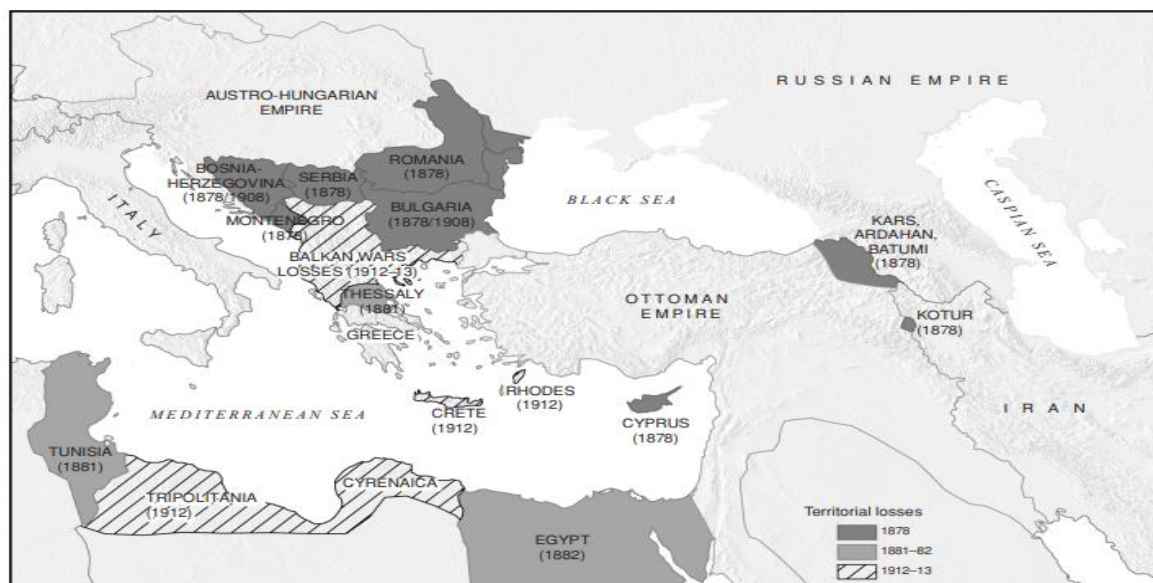 RUSSIAN EMPIRE
AUSTRO-HUNGARIAN
EMPIRE
ROMANIA
(1878)
BOSNIA-
HERZEGOVINA
(1878/1908)
SERBIA
(1878)
BULGARIA
(1878/1908)
MONTENEGRO
(1878)
ITALY
BLACK SEA
CASPIAN SEA
KARS,
ARDAHAN,
BATUMI
(1878)
BALKAN WARS
LOSSES (1912–13)
THESSALY
(1881)
GREECE
OTTOMAN
EMPIRE
KOTUR
(1878)
RHODES
(1912)
CRETE
(1912)
CYPRUS
(1878)
IRAN
MEDITERRANEAN SEA
TUNISIA
(1881)
TRIPOLITANIA
(1912)
CYRENAICA
EGYPT
(1882)
Territorial losses
1878
1881–82
1912–13